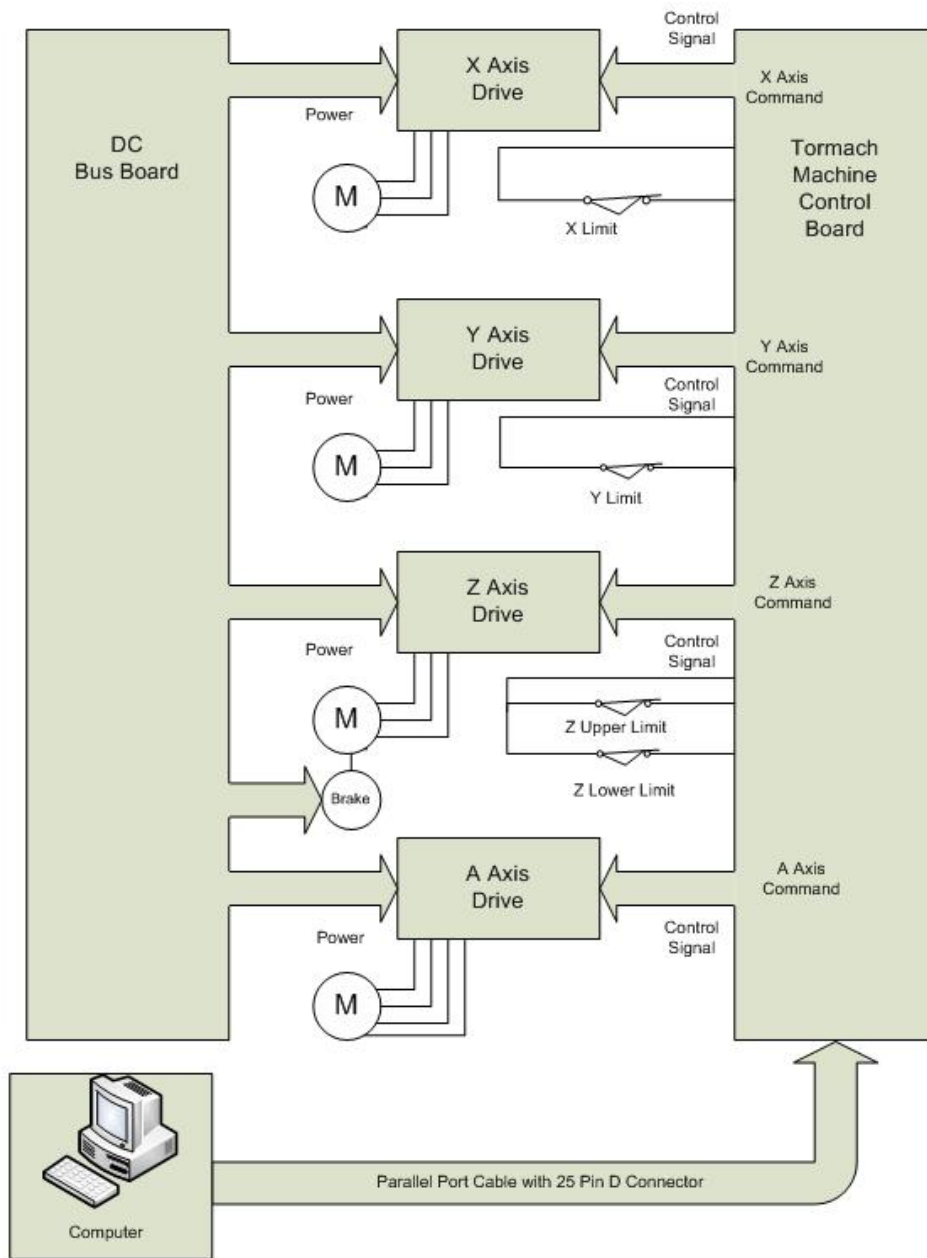 Control
Signal
X Axis
Drive
X Axis
Command
Power
DC
Bus Board
Tormach
Machine
Control
Board
M
X Limit
Y Axis
Drive
Y Axis
Command
Power
Control
Signal
M
Y Limit
Z Axis
Drive
Z Axis
Command
Power
Control
Signal
M
Z Upper Limit
Z Lower Limit
Brake
A Axis
Drive
A Axis
Command
Power
Control
Signal
M
Parallel Port Cable with 25 Pin D Connector
Computer